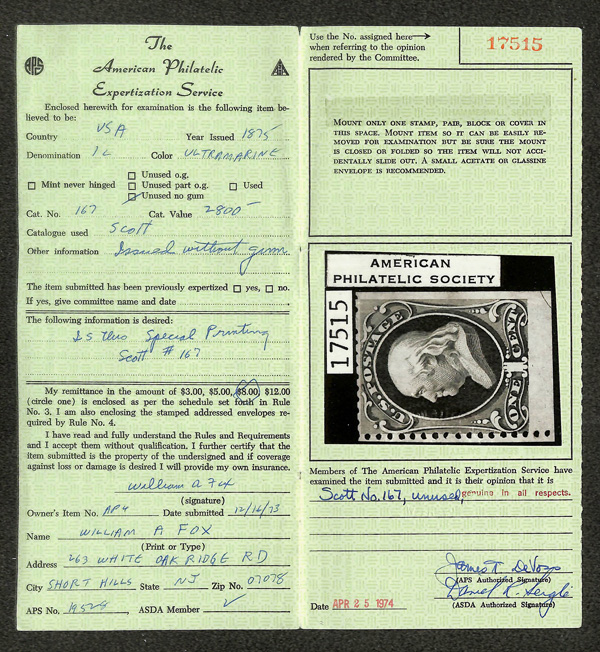 The
American Philatelic
Expertization Service
APS
Enclosed herewith for examination is the following item be-
lieved to be:
Country USA Year Issued 1875
Denomination 1c Color ULTRAMARINE
Unused o.g.
Mint never hinged Unused part o.g. Used
Unused no gum
Cat. No. 167 Cat. Value 2800-
Catalogue used Scott
Other information Issued without gum
The item submitted has been previously expertized yes, no.
If yes, give committee name and date
The following information is desired:
Is this Special Printing
Scott # 167
My remittance in the amount of $3.00, $5.00, $8.00, $12.00
(circle one) is enclosed as per the schedule set forth in Rule
No. 3. I am also enclosing the stamped addressed envelopes re-
quired by Rule No. 4.
I have read and fully understand the Rules and Requirements
and I accept them without qualification. I further certify that the
item submitted is the property of the undersigned and if coverage
against loss or damage is desired I will provide my own insurance.
William A Fox
(signature)
Owner's Item No. AP4 Date submitted 12/16/73
Name WILLIAM A FOX
(Print or Type)
Address 263 WHITE OAK RIDGE RD
City SHORT HILLS State NJ Zip No. 07078
APS No. 19528 ASDA Member ✓
Use the No. assigned here→
when referring to the opinion
rendered by the Committee.
17515
Mount only one stamp, pair, block or cover in
this space. Mount item so it can be easily re-
moved for examination but be sure the mount
is closed or folded so the item will not acci-
dentally slide out. A small acetate or glassine
envelope is recommended.
AMERICAN
PHILATELIC SOCIETY
17515
U.S. POSTAGE
ONE CENT
1
Members of The American Philatelic Expertization Service have
examined the item submitted and it is their opinion that it is
Scott No. 167, unused, genuine in all respects.
James T. DeVoss
(APS Authorized Signature)
Daniel R. Seigle
(ASDA Authorized Signature)
Date APR 25 1974